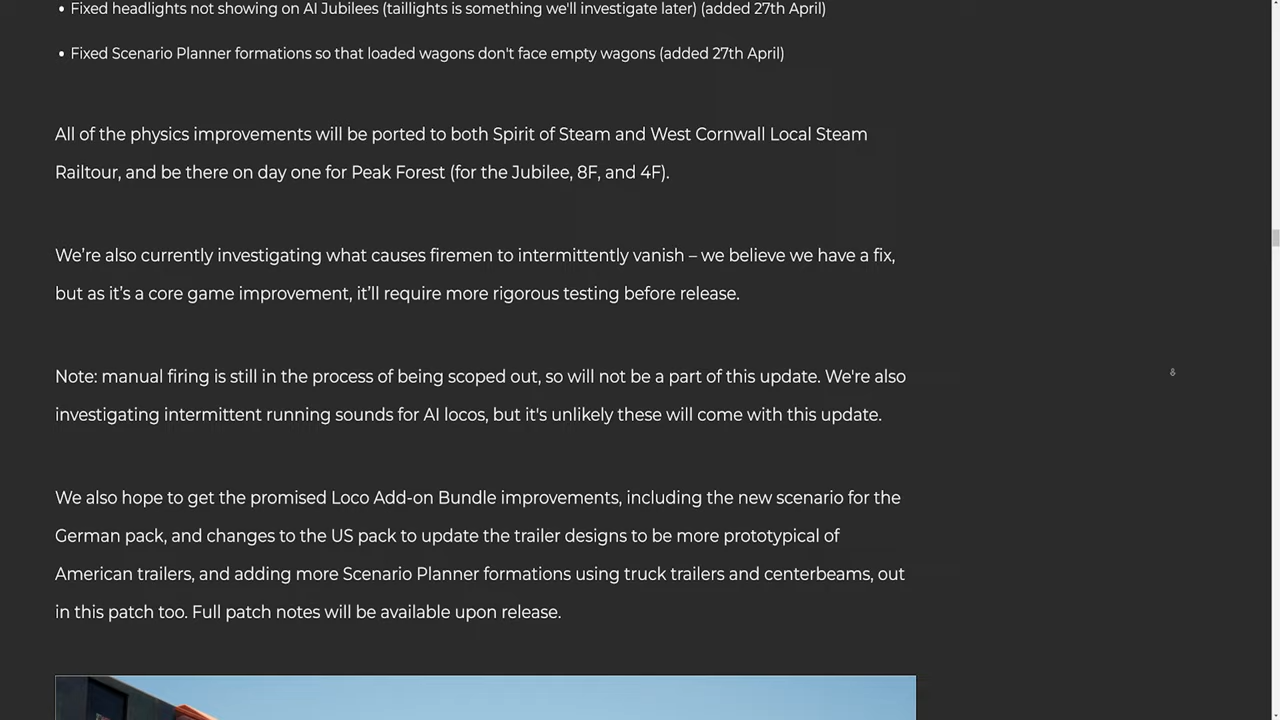 • Fixed headlights not showing on AI Jubilees (taillights is something we'll investigate later) (added 27th April)
• Fixed Scenario Planner formations so that loaded wagons don't face empty wagons (added 27th April)
All of the physics improvements will be ported to both Spirit of Steam and West Cornwall Local Steam
Railtour, and be there on day one for Peak Forest (for the Jubilee, 8F, and 4F).
We’re also currently investigating what causes firemen to intermittently vanish – we believe we have a fix,
but as it’s a core game improvement, it’ll require more rigorous testing before release.
Note: manual firing is still in the process of being scoped out, so will not be a part of this update. We're also
investigating intermittent running sounds for AI locos, but it's unlikely these will come with this update.
We also hope to get the promised Loco Add-on Bundle improvements, including the new scenario for the
German pack, and changes to the US pack to update the trailer designs to be more prototypical of
American trailers, and adding more Scenario Planner formations using truck trailers and centerbeams, out
in this patch too. Full patch notes will be available upon release.